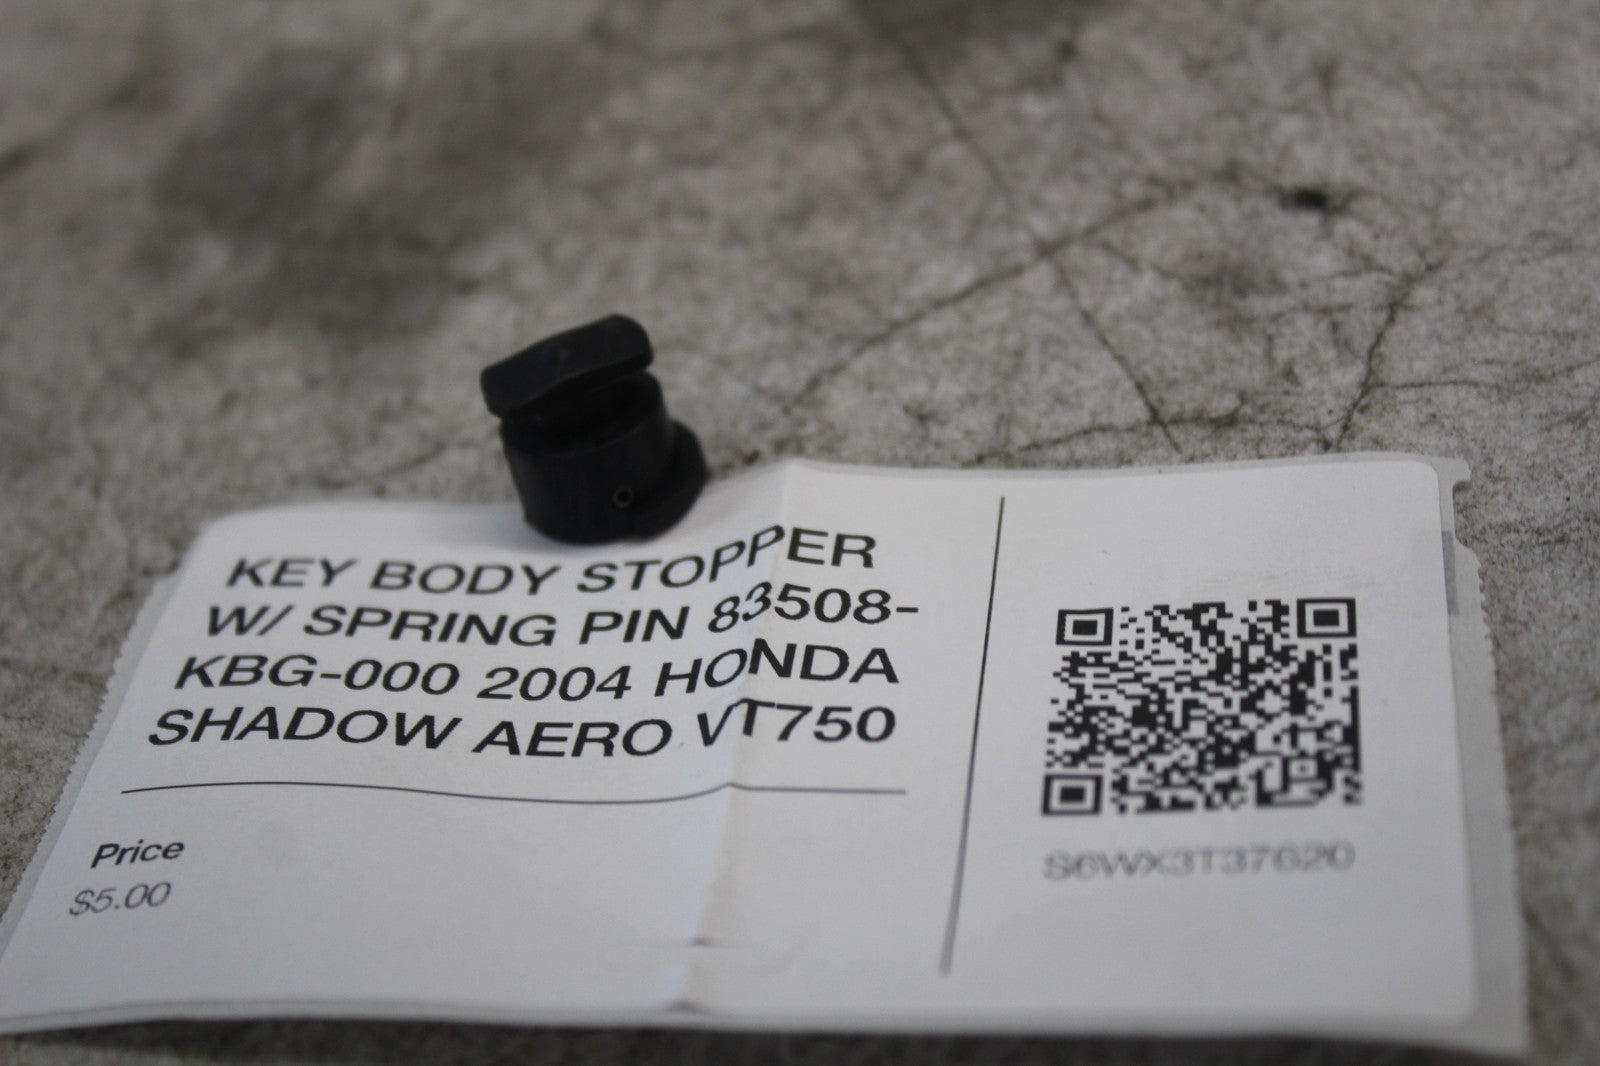 KEY BODY STOPPER
W/ SPRING PIN 83508-
KBG-000 2004 HONDA
SHADOW AERO VT750
Price
$5.00
S6WX3T37620